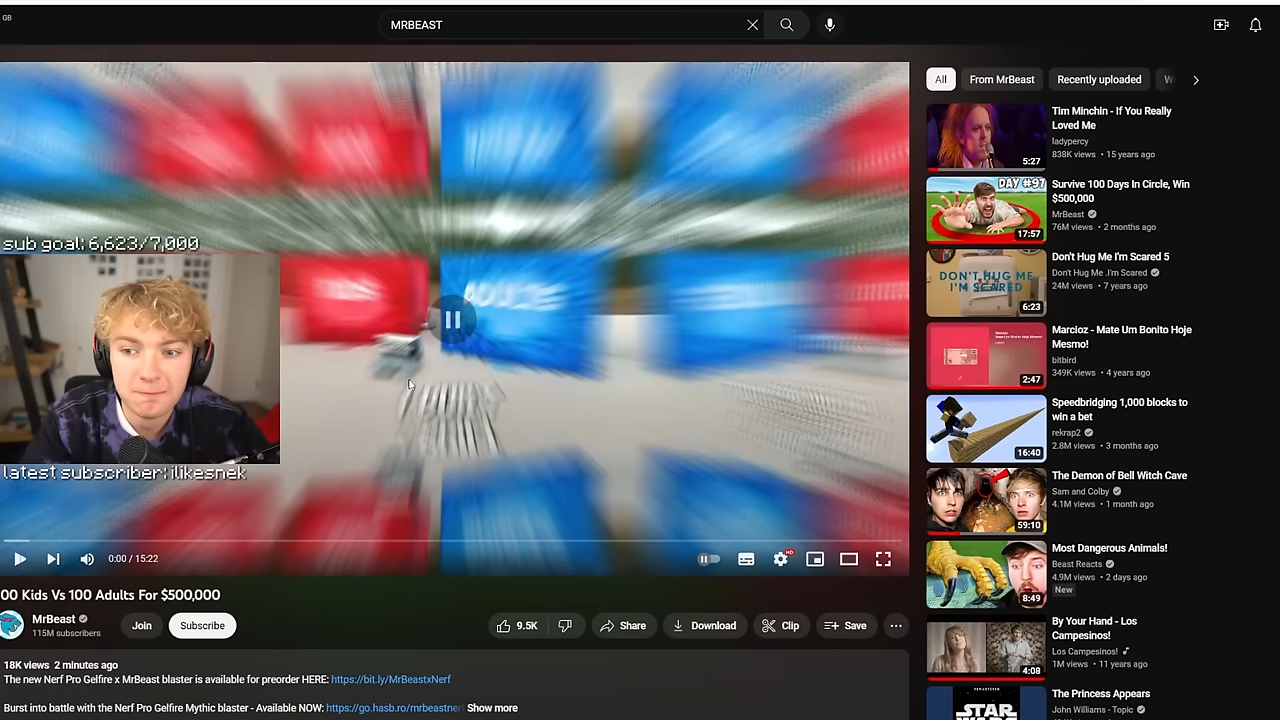 GB
MRBEAST
All
From MrBeast
Recently uploaded
W
Tim Minchin - If You Really
Loved Me
ladypercy
838K views • 15 years ago
5:27
DAY #97
Survive 100 Days In Circle, Win
$500,000
MrBeast
76M views • 2 months ago
17:57
DON'T HUG ME
I'M SCARED
Don't Hug Me I'm Scared 5
Don't Hug Me .I'm Scared
24M views • 7 years ago
6:23
Marcioz - Mate Um Bonito Hoje
Mesmo!
bitbird
349K views • 4 years ago
2:47
Speedbridging 1,000 blocks to
win a bet
rekrap2
2.8M views • 3 months ago
16:40
The Demon of Bell Witch Cave
Sam and Colby
4.1M views • 1 month ago
59:10
Most Dangerous Animals!
Beast Reacts
4.9M views • 2 days ago
New
8:49
By Your Hand - Los
Campesinos!
Los Campesinos!
1M views • 11 years ago
4:08
The Princess Appears
John Williams - Topic
STAR
sub goal: 6,623/7,000
latest subscriber: ilikesnek
0:00 / 15:22
HD
00 Kids Vs 100 Adults For $500,000
MrBeast
115M subscribers
Join
Subscribe
9.5K
Share
Download
Clip
Save
18K views 2 minutes ago
The new Nerf Pro Gelfire x MrBeast blaster is available for preorder HERE: https://bit.ly/MrBeastxNerf
Burst into battle with the Nerf Pro Gelfire Mythic blaster - Available NOW: https://go.hasb.ro/mrbeastner
Show more